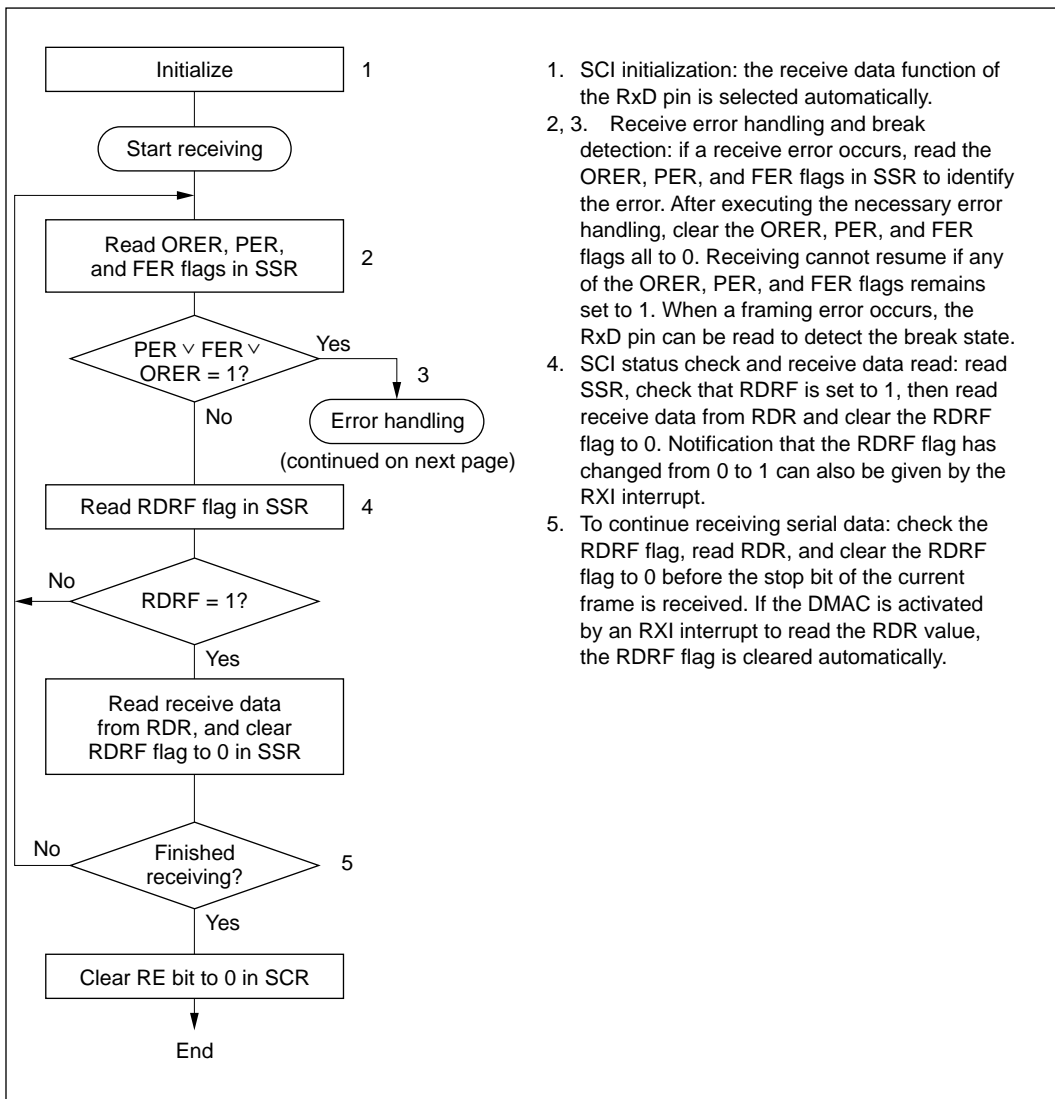 Initialize
1
Start receiving
Read ORER, PER,
and FER flags in SSR
2
PER ∨ FER ∨
ORER = 1?
Yes
3
Error handling
(continued on next page)
No
Read RDRF flag in SSR
4
No
RDRF = 1?
Yes
Read receive data
from RDR, and clear
RDRF flag to 0 in SSR
No
Finished
receiving?
5
Yes
Clear RE bit to 0 in SCR
End
1. SCI initialization: the receive data function of
the RxD pin is selected automatically.
2, 3. Receive error handling and break
detection: if a receive error occurs, read the
ORER, PER, and FER flags in SSR to identify
the error. After executing the necessary error
handling, clear the ORER, PER, and FER
flags all to 0. Receiving cannot resume if any
of the ORER, PER, and FER flags remains
set to 1. When a framing error occurs, the
RxD pin can be read to detect the break state.
4. SCI status check and receive data read: read
SSR, check that RDRF is set to 1, then read
receive data from RDR and clear the RDRF
flag to 0. Notification that the RDRF flag has
changed from 0 to 1 can also be given by the
RXI interrupt.
5. To continue receiving serial data: check the
RDRF flag, read RDR, and clear the RDRF
flag to 0 before the stop bit of the current
frame is received. If the DMAC is activated
by an RXI interrupt to read the RDR value,
the RDRF flag is cleared automatically.